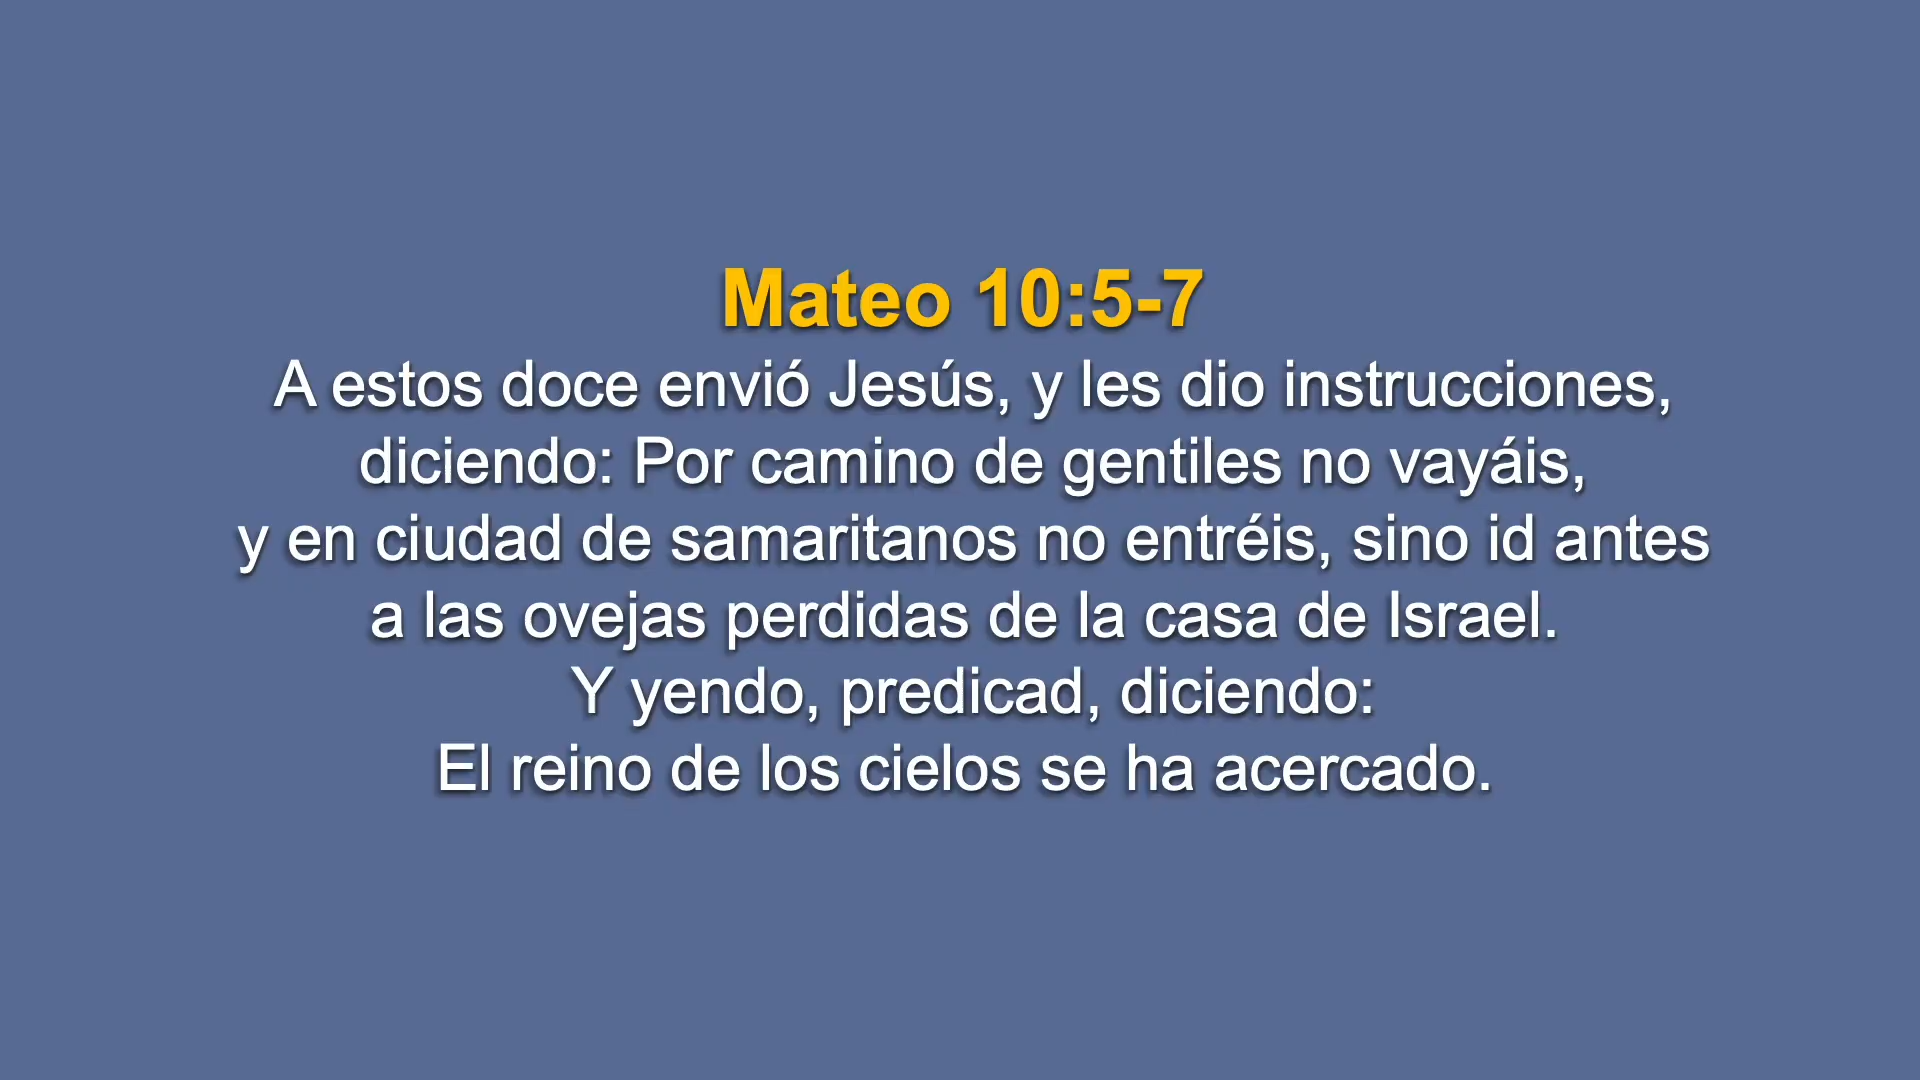 Mateo 10:5-7
A estos doce envió Jesús, y les dio instrucciones,
diciendo: Por camino de gentiles no vayáis,
y en ciudad de samaritanos no entréis, sino id antes
a las ovejas perdidas de la casa de Israel.
Y yendo, predicad, diciendo:
El reino de los cielos se ha acercado.